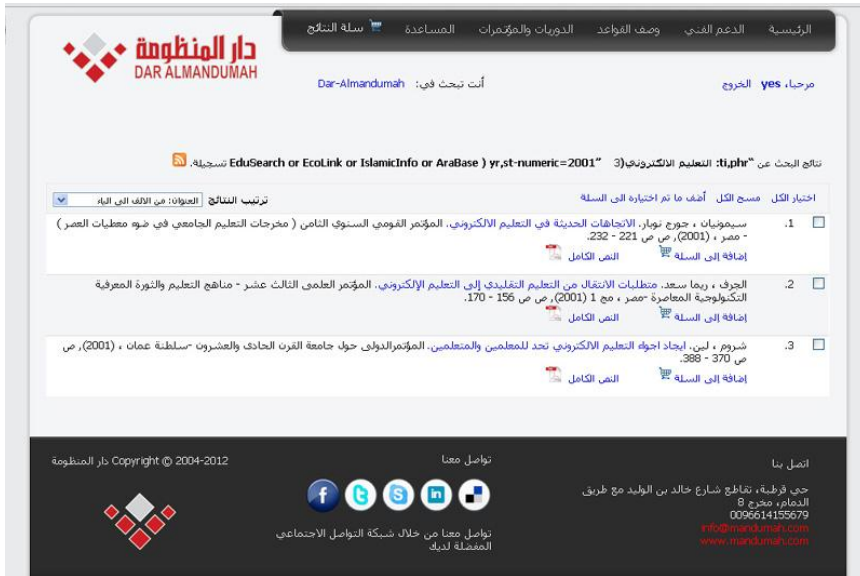 الرئيسية الدعم الفني وصف القواعد الدوريات والمؤتمرات المساعدة سلة النتائج
دار المنظومة
DAR ALMANDUMAH
مرحبا، yes الخروج
أنت تبحث في: Dar-Almandumah
نتائج البحث عن "ti,phr: التعليم الالكتروني(3 "EduSearch or EcoLink or IslamicInfo or AraBase ) yr,st-numeric=2001 تسجيلة.
اختيار الكل مسح الكل أضف ما تم اختياره الى السلة ترتيب النتائج العنوان: من الالف الى الياء
1. سيمونيان ، جورج نوبار. الاتجاهات الحديثة في التعليم الالكتروني. المؤتمر القومي السنوي الثامن ( مخرجات التعليم الجامعي في ضوء معطيات العصر )
- مصر ، (2001), ص ص 221 - 232.
إضافة إلى السلة النص الكامل
2. الجرف ، ريما سعد. متطلبات الانتقال من التعليم التقليدي إلى التعليم الإلكتروني. المؤتمر العلمى الثالث عشر - مناهج التعليم والثورة المعرفية
التكنولوجية المعاصرة -مصر ، مج 1 (2001), ص ص 156 - 170.
إضافة إلى السلة النص الكامل
3. شروم ، لين. ايجاد اجواء التعليم الالكتروني تحد للمعلمين والمتعلمين. المؤتمرالدولى حول جامعة القرن الحادى والعشرون -سلطنة عمان ، (2001), ص
ص 370 - 388.
إضافة إلى السلة النص الكامل
اتصل بنا
حي قرطبة، تقاطع شارع خالد بن الوليد مع طريق
الدمام، مخرج 8
0096614155679
info@mandumah.com
www.mandumah.com
تواصل معنا
تواصل معنا من خلال شبكة التواصل الاجتماعي
المفضلة لديك
Copyright © 2004-2012 دار المنظومة